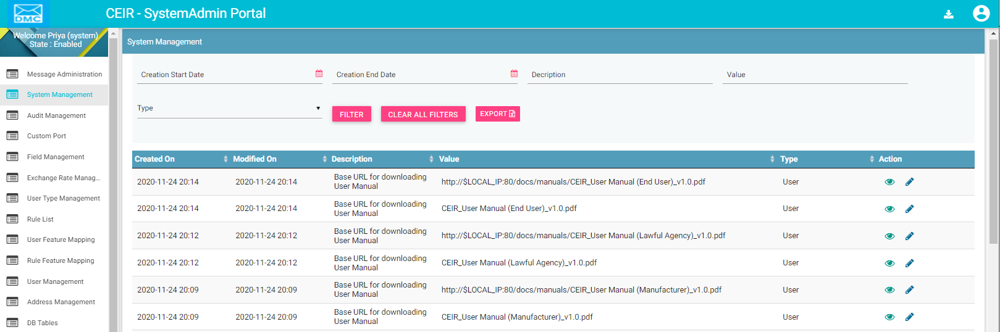 DMC
CEIR - SystemAdmin Portal
Welcome Priya (system)
State : Enabled
Message Administration
System Management
Audit Management
Custom Port
Field Management
Exchange Rate Manag...
User Type Management
Rule List
User Feature Mapping
Rule Feature Mapping
User Management
Address Management
DB Tables
System Management
Creation Start Date
Creation End Date
Decription
Value
Type
FILTER
CLEAR ALL FILTERS
EXPORT
Created On Modified On Description Value Type Action
2020-11-24 20:14 2020-11-24 20:14 Base URL for downloading
User Manual
http://$LOCAL_IP:80/docs/manuals/CEIR_User Manual (End User)_v1.0.pdf User
2020-11-24 20:14 2020-11-24 20:14 Base URL for downloading
User Manual
CEIR_User Manual (End User)_v1.0.pdf User
2020-11-24 20:12 2020-11-24 20:12 Base URL for downloading
User Manual
http://$LOCAL_IP:80/docs/manuals/CEIR_User Manual (Lawful Agency)_v1.0.pdf User
2020-11-24 20:12 2020-11-24 20:12 Base URL for downloading
User Manual
CEIR_User Manual (Lawful Agency)_v1.0.pdf User
2020-11-24 20:09 2020-11-24 20:09 Base URL for downloading
User Manual
http://$LOCAL_IP:80/docs/manuals/CEIR_User Manual (Manufacturer)_v1.0.pdf User
2020-11-24 20:09 2020-11-24 20:09 Base URL for downloading
User Manual
CEIR_User Manual (Manufacturer)_v1.0.pdf User